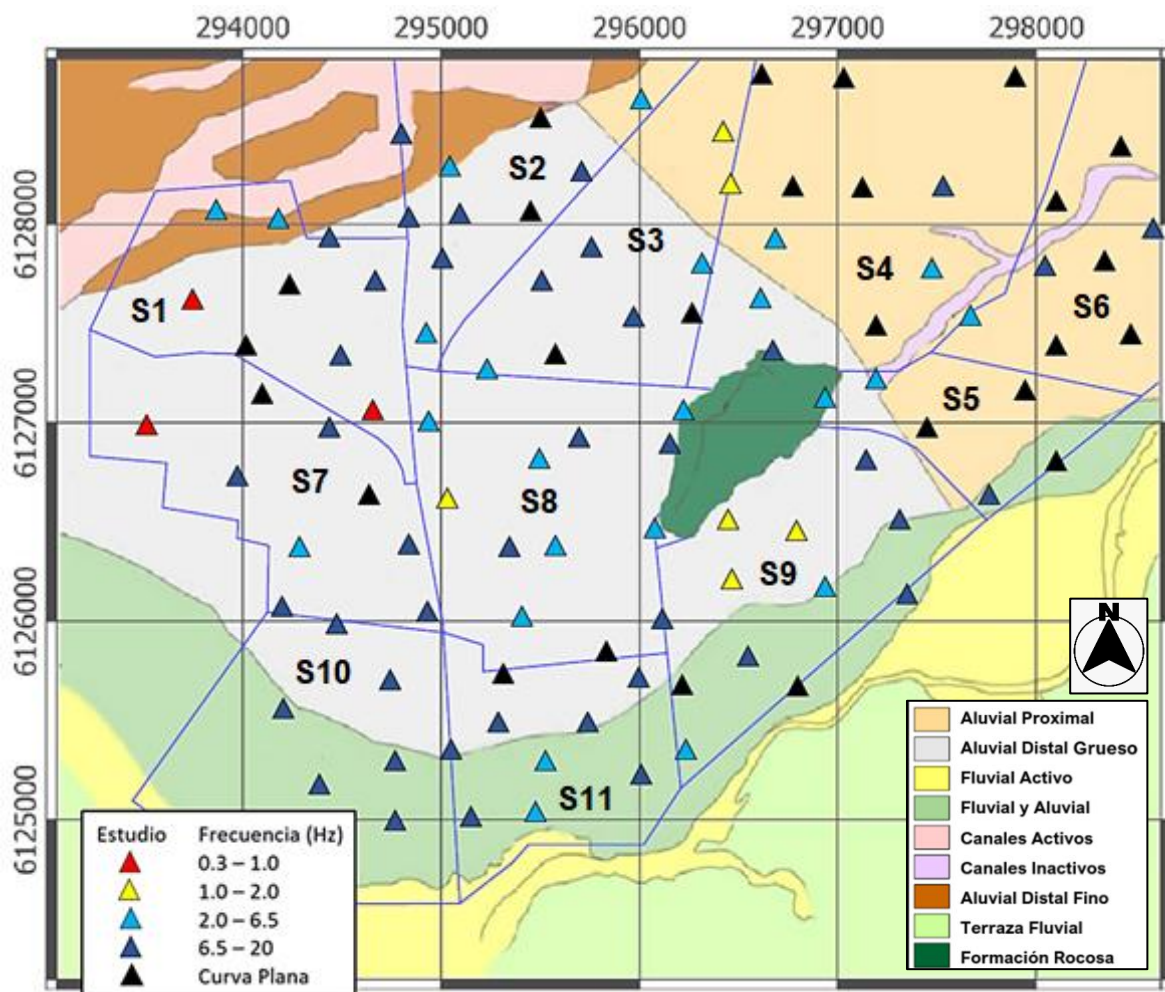 294000 295000 296000 297000 298000
6128000
6127000
6126000
6125000
S2
S3
S4
S1
S6
S5
S7
S8
S9
S10
S11
N
Estudio Frecuencia (Hz)
0.3 – 1.0
1.0 – 2.0
2.0 – 6.5
6.5 – 20
Curva Plana
Aluvial Proximal
Aluvial Distal Grueso
Fluvial Activo
Fluvial y Aluvial
Canales Activos
Canales Inactivos
Aluvial Distal Fino
Terraza Fluvial
Formación Rocosa